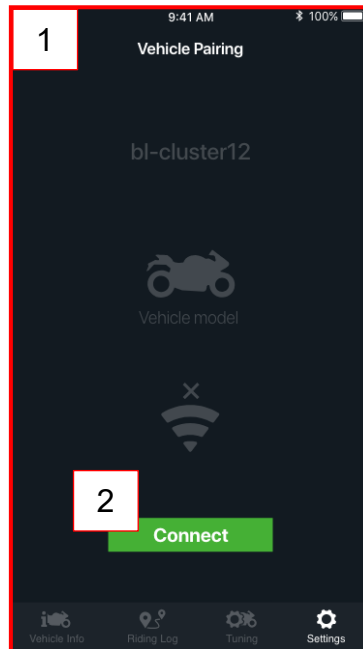 1
9:41 AM
100%
Vehicle Pairing
bl-cluster12
Vehicle model
2
Connect
Vehicle Info
Riding Log
Tuning
Settings